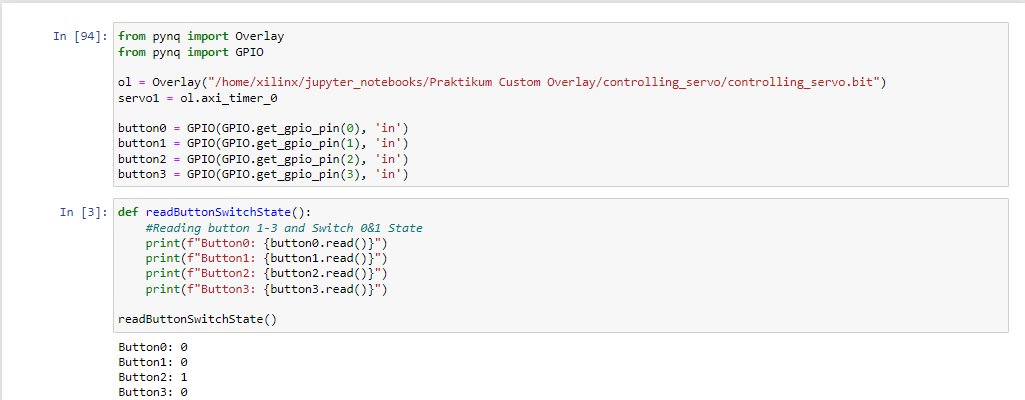 In [94]: from pynq import Overlay
from pynq import GPIO
ol = Overlay("/home/xilinx/jupyter_notebooks/Praktikum Custom Overlay/controlling_servo/controlling_servo.bit")
servo1 = ol.axi_timer_0
button0 = GPIO(GPIO.get_gpio_pin(0), 'in')
button1 = GPIO(GPIO.get_gpio_pin(1), 'in')
button2 = GPIO(GPIO.get_gpio_pin(2), 'in')
button3 = GPIO(GPIO.get_gpio_pin(3), 'in')
In [3]: def readButtonSwitchState():
#Reading button 1-3 and Switch 0&1 State
print(f"Button0: {button0.read()}")
print(f"Button1: {button1.read()}")
print(f"Button2: {button2.read()}")
print(f"Button3: {button3.read()}")
readButtonSwitchState()
Button0: 0
Button1: 0
Button2: 1
Button3: 0